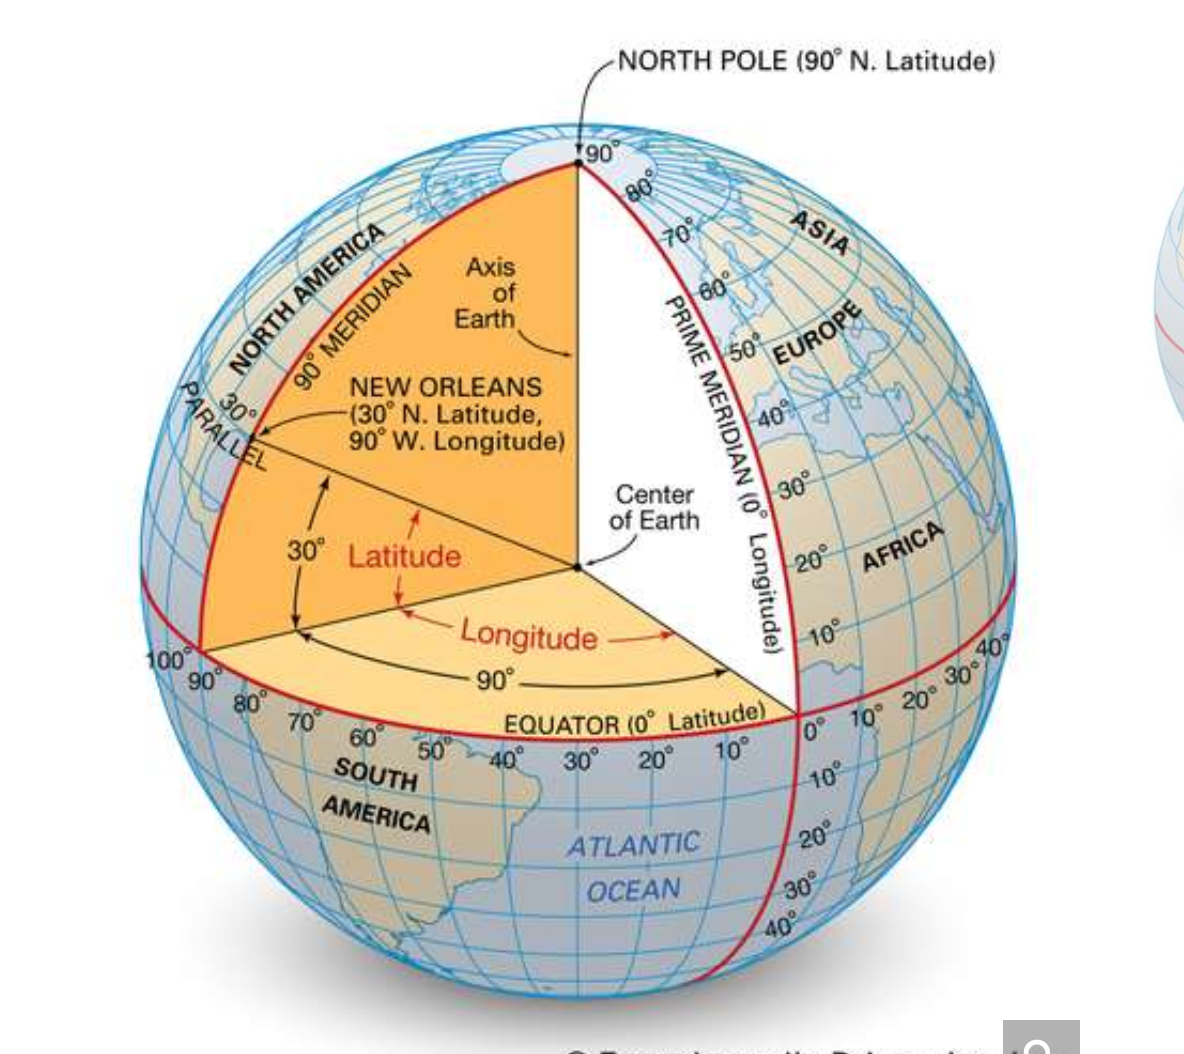 NORTH POLE (90° N. Latitude)
90°
80°
70°
60°
50°
40°
30°
20°
10°
ASIA
EUROPE
AFRICA
NORTH AMERICA
90° MERIDIAN
Axis
of
Earth
PRIME MERIDIAN (0° Longitude)
NEW ORLEANS
(30° N. Latitude,
90° W. Longitude)
30°
PARALLEL
Center
of Earth
30°
Latitude
Longitude
90°
EQUATOR (0° Latitude)
100°
90°
80°
70°
60°
50°
40°
30°
20°
10°
0°
10°
20°
30°
40°
10°
20°
30°
40°
SOUTH
AMERICA
ATLANTIC
OCEAN